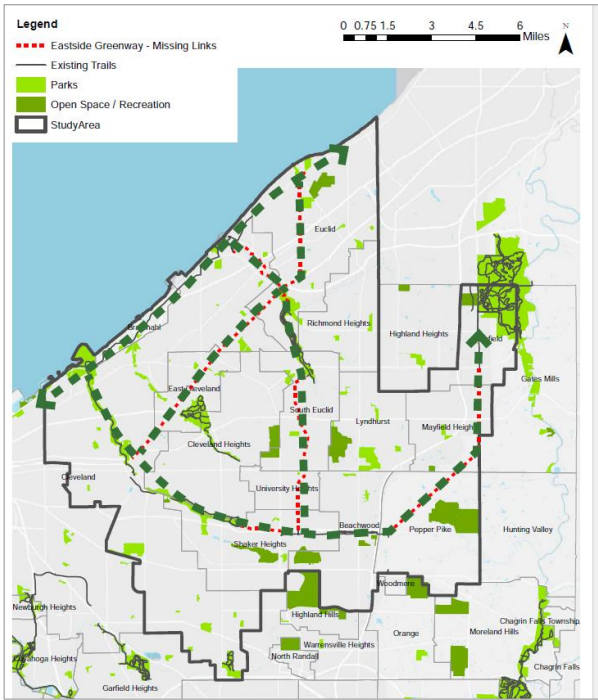 Legend
Eastside Greenway - Missing Links
Existing Trails
Parks
Open Space / Recreation
StudyArea
0 0.75 1.5 3 4.5 6
Miles
N
Euclid
Richmond Heights
Highland Heights
Gates Mills
East Cleveland
South Euclid
Lyndhurst
Mayfield Heights
Cleveland Heights
Cleveland
University Heights
Beachwood
Pepper Pike
Hunting Valley
Shaker Heights
Woodmere
Newburgh Heights
Highland Hills
Chagrin Falls Township
Orange
Moreland Hills
Warrensville Heights
North Randall
Cuyahoga Heights
Garfield Heights
Chagrin Falls